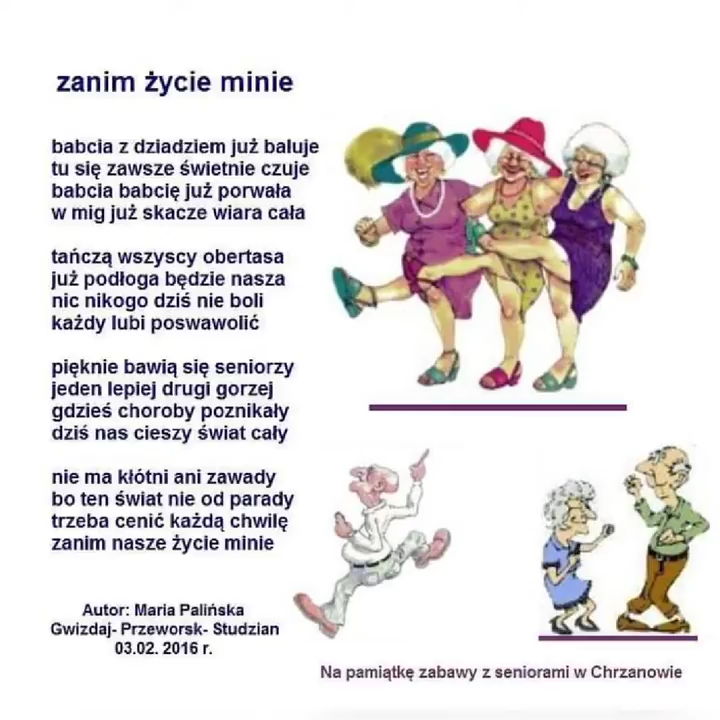 zanim życie minie
babcia z dziadziem już baluje
tu się zawsze świetnie czuje
babcia babcię już porwała
w mig już skacze wiara cała
tańczą wszyscy obertasa
już podłoga będzie nasza
nic nikogo dziś nie boli
każdy lubi poswawolić
pięknie bawią się seniorzy
jeden lepiej drugi gorzej
gdzieś choroby poznikały
dziś nas cieszy świat cały
nie ma kłótni ani zawady
bo ten świat nie od parady
trzeba cenić każdą chwilę
zanim nasze życie minie
Autor: Maria Palińska
Gwizdaj- Przeworsk- Studzian
03.02. 2016 r.
Na pamiątkę zabawy z seniorami w Chrzanowie